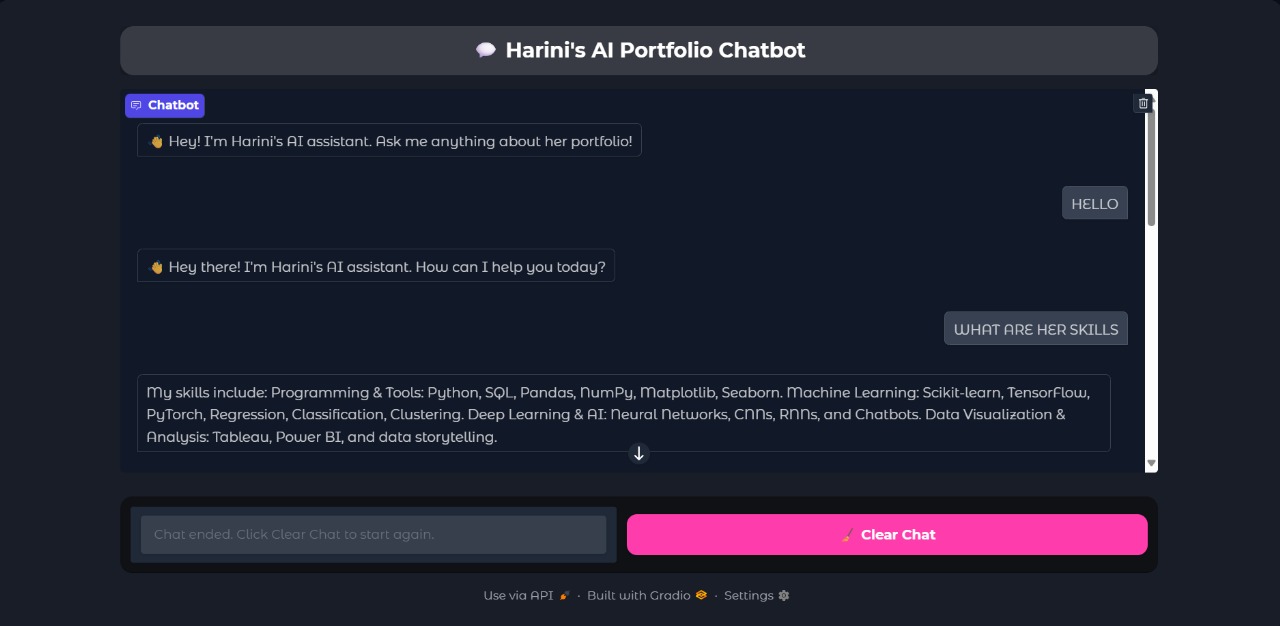 Harini's AI Portfolio Chatbot
Chatbot
Hey! I'm Harini's AI assistant. Ask me anything about her portfolio!
HELLO
Hey there! I'm Harini's AI assistant. How can I help you today?
WHAT ARE HER SKILLS
My skills include: Programming & Tools: Python, SQL, Pandas, NumPy, Matplotlib, Seaborn. Machine Learning: Scikit-learn, TensorFlow,
PyTorch, Regression, Classification, Clustering. Deep Learning & AI: Neural Networks, CNNs, RNNs, and Chatbots. Data Visualization &
Analysis: Tableau, Power BI, and data storytelling.
Chat ended. Click Clear Chat to start again.
Clear Chat
Use via API · Built with Gradio · Settings